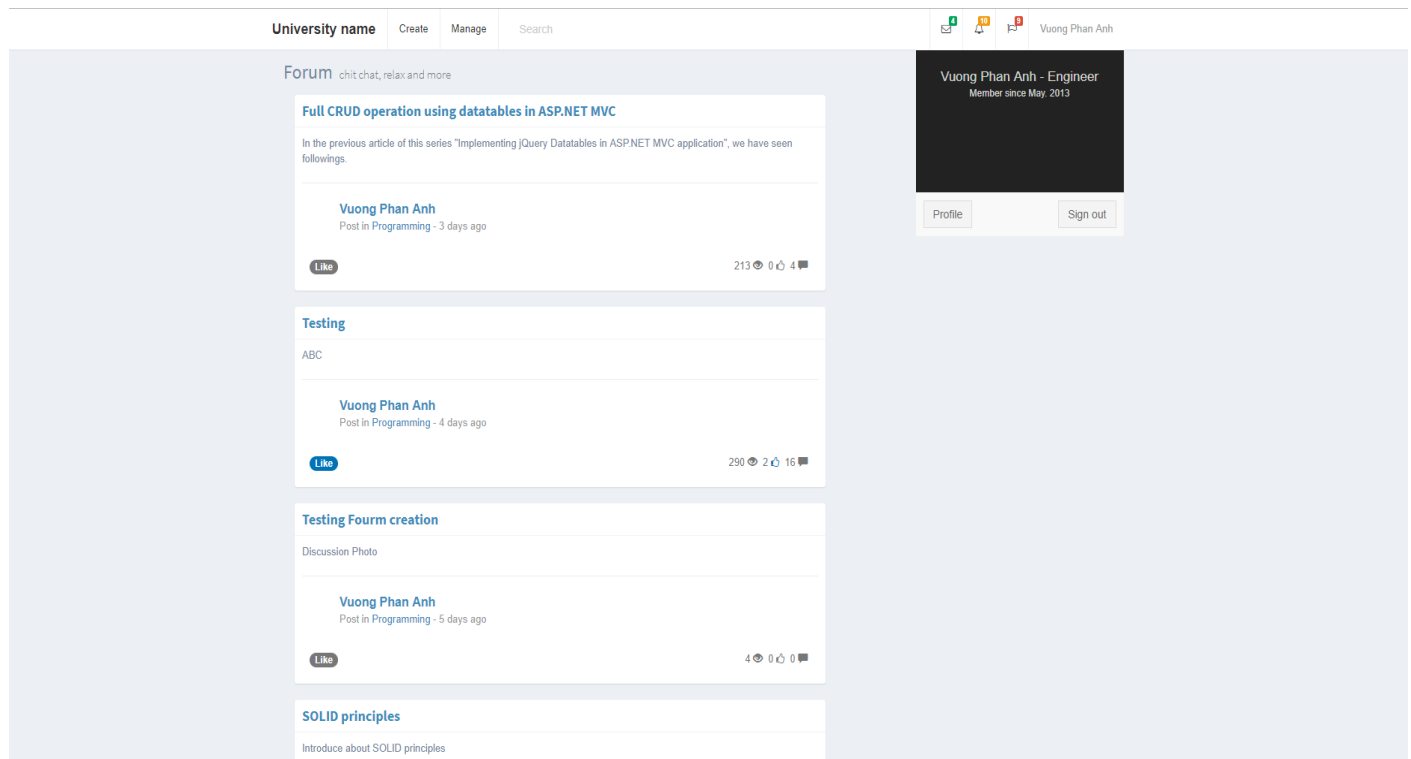 University name Create Manage Search 4 10 9 Vuong Phan Anh
Forum chit chat, relax and more
Vuong Phan Anh - Engineer
Member since May. 2013
Profile Sign out
Full CRUD operation using datatables in ASP.NET MVC
In the previous article of this series "Implementing jQuery Datatables in ASP.NET MVC application", we have seen
followings.
Vuong Phan Anh
Post in Programming - 3 days ago
Like 213 0 4
Testing
ABC
Vuong Phan Anh
Post in Programming - 4 days ago
Like 290 2 16
Testing Fourm creation
Discussion Photo
Vuong Phan Anh
Post in Programming - 5 days ago
Like 4 0 0
SOLID principles
Introduce about SOLID principles